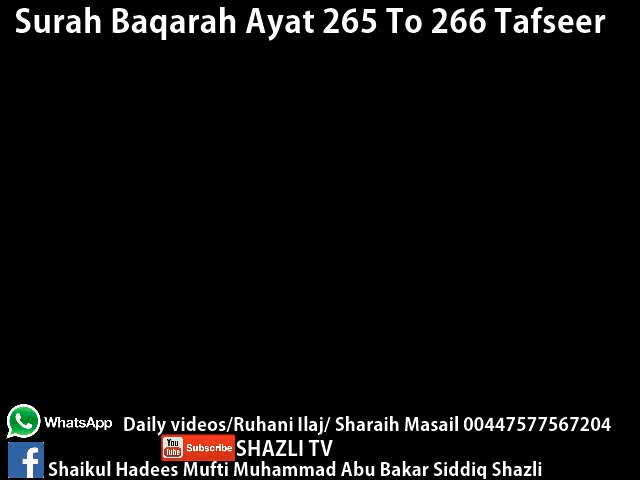 Surah Baqarah Ayat 265 To 266 Tafseer
WhatsApp Daily videos/Ruhani Ilaj/ Sharaih Masail 00447577567204
You Tube Subscribe SHAZLI TV
f Shaikul Hadees Mufti Muhammad Abu Bakar Siddiq Shazli